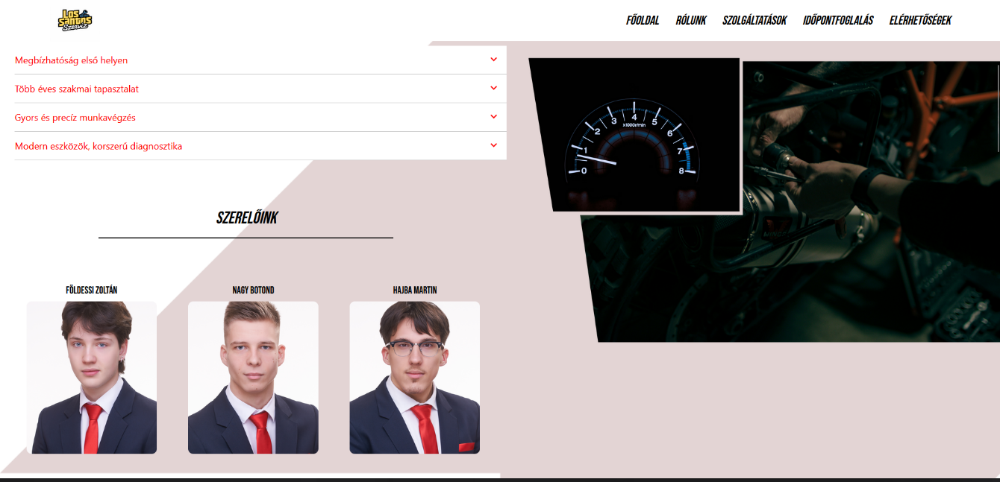 Los
Santos
Szerviz
FŐOLDAL RÓLUNK SZOLGÁLTATÁSOK IDŐPONTFOGLALÁS ELÉRHETŐSÉGEK
Megbízhatóság első helyen
Több éves szakmai tapasztalat
Gyors és precíz munkavégzés
Modern eszközök, korszerű diagnosztika
0 1 2 3 4 5 6 7 8
x1000r/min
SZERELŐINK
FÖLDESSI ZOLTÁN NAGY BOTOND HAJBA MARTIN